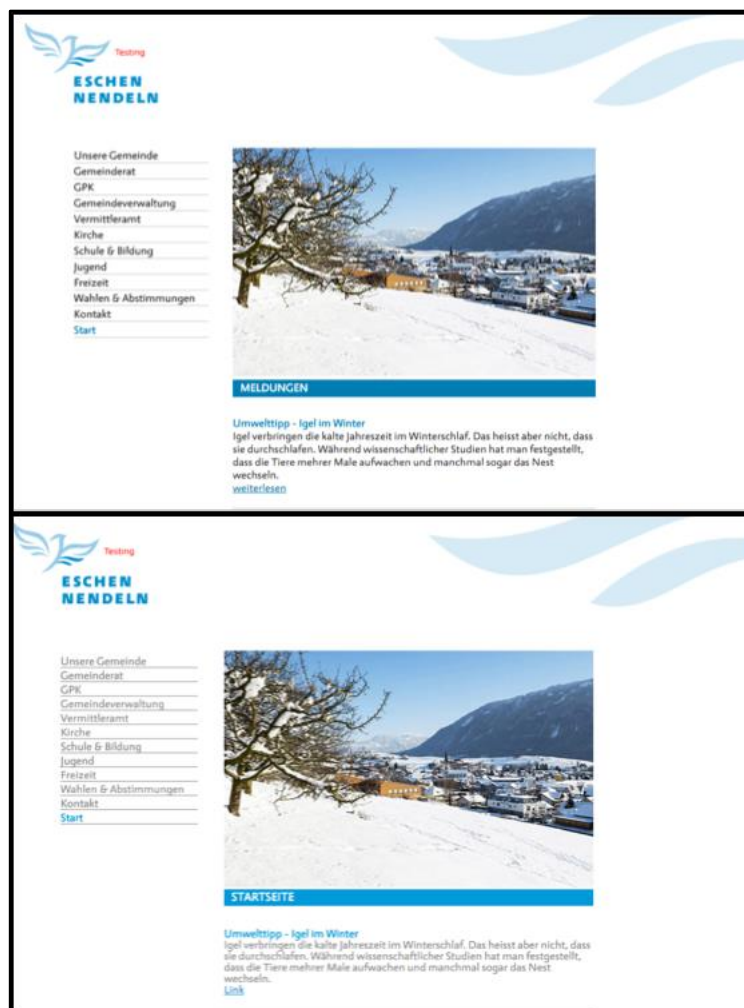 Testing
ESCHEN
NENDELN
Unsere Gemeinde
Gemeinderat
GPK
Gemeindeverwaltung
Vermittleramt
Kirche
Schule & Bildung
Jugend
Freizeit
Wahlen & Abstimmungen
Kontakt
Start
MELDUNGEN
Umwelttipp - Igel im Winter
Igel verbringen die kalte Jahreszeit im Winterschlaf. Das heisst aber nicht, dass
sie durchschlafen. Während wissenschaftlicher Studien hat man festgestellt,
dass die Tiere mehrer Male aufwachen und manchmal sogar das Nest
wechseln.
weiterlesen
Testing
ESCHEN
NENDELN
Unsere Gemeinde
Gemeinderat
GPK
Gemeindeverwaltung
Vermittleramt
Kirche
Schule & Bildung
Jugend
Freizeit
Wahlen & Abstimmungen
Kontakt
Start
STARTSEITE
Umwelttipp - Igel im Winter
Igel verbringen die kalte Jahreszeit im Winterschlaf. Das heisst aber nicht, dass
sie durchschlafen. Während wissenschaftlicher Studien hat man festgestellt,
dass die Tiere mehrer Male aufwachen und manchmal sogar das Nest
wechseln.
Link